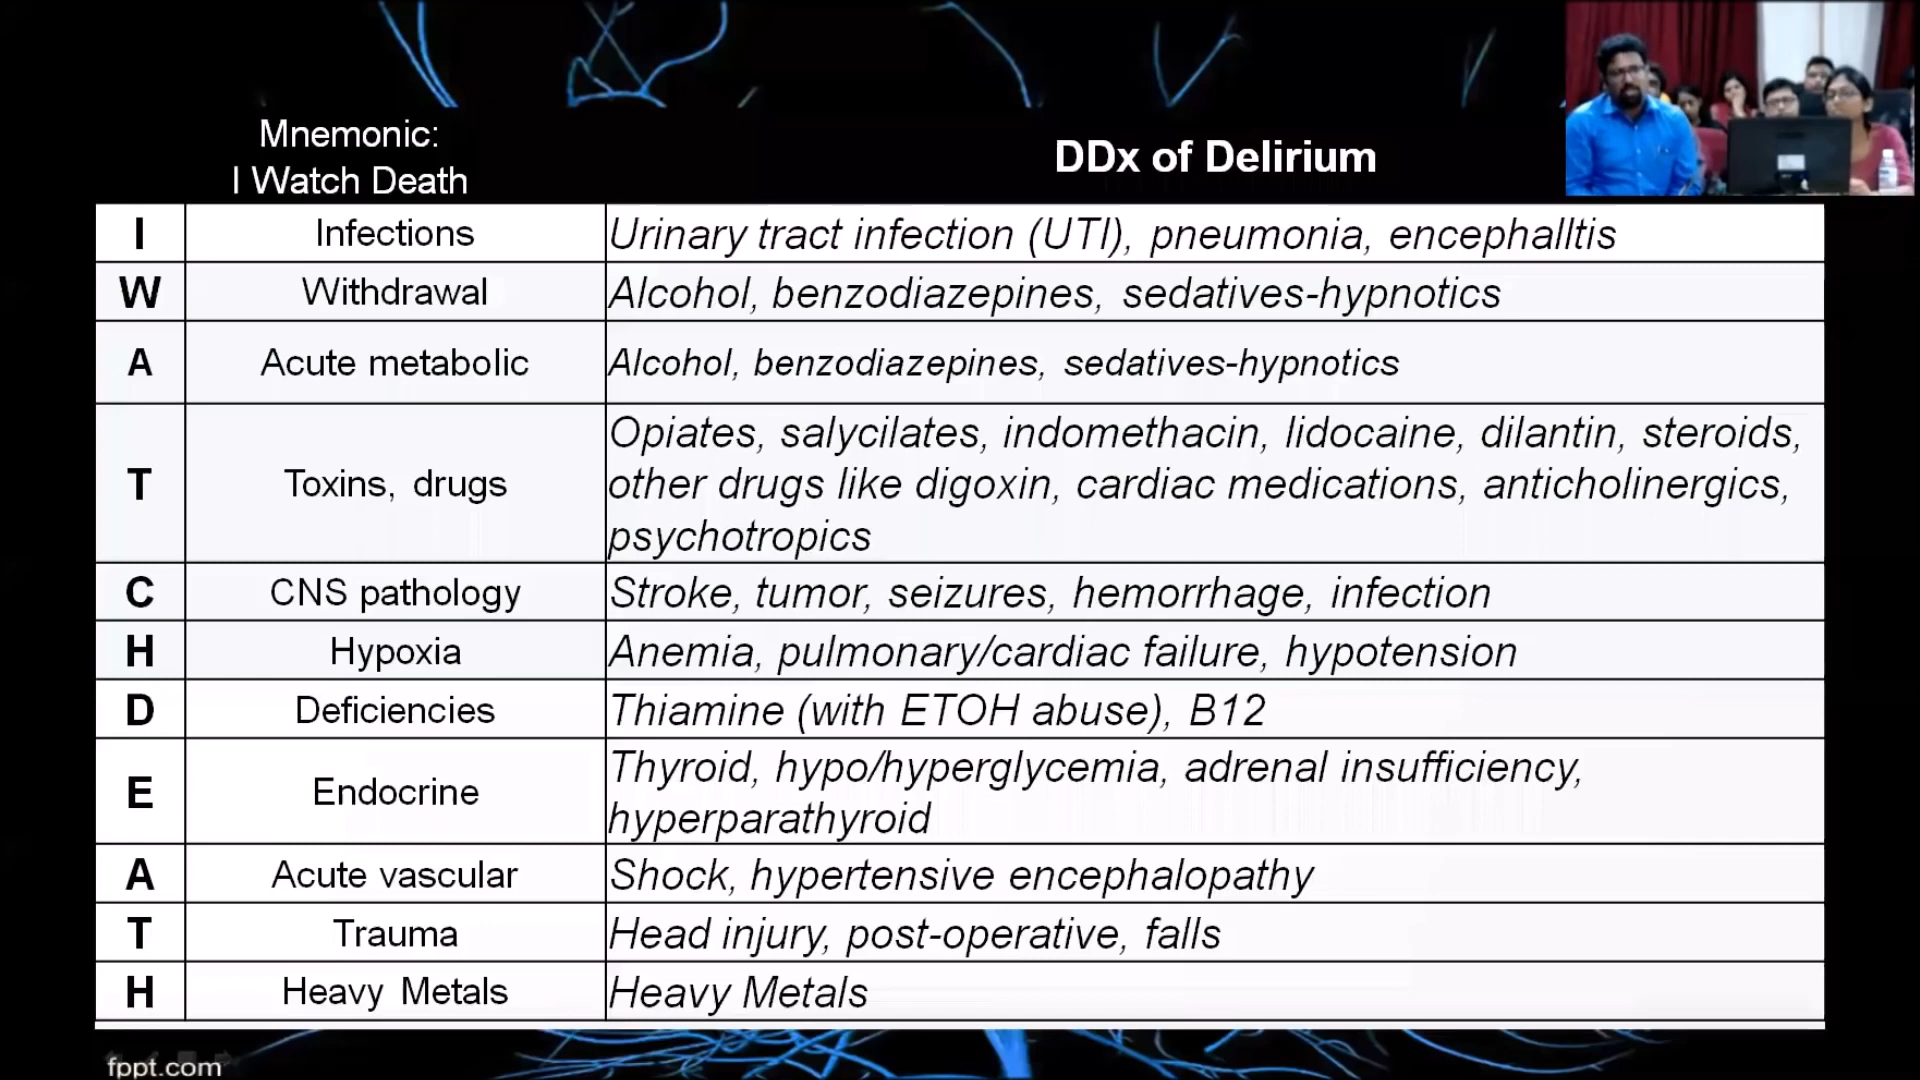 Mnemonic:
I Watch Death
DDx of Delirium
I Infections Urinary tract infection (UTI), pneumonia, encephalltis
W Withdrawal Alcohol, benzodiazepines, sedatives-hypnotics
A Acute metabolic Alcohol, benzodiazepines, sedatives-hypnotics
T Toxins, drugs Opiates, salycilates, indomethacin, lidocaine, dilantin, steroids,
other drugs like digoxin, cardiac medications, anticholinergics,
psychotropics
C CNS pathology Stroke, tumor, seizures, hemorrhage, infection
H Hypoxia Anemia, pulmonary/cardiac failure, hypotension
D Deficiencies Thiamine (with ETOH abuse), B12
E Endocrine Thyroid, hypo/hyperglycemia, adrenal insufficiency,
hyperparathyroid
A Acute vascular Shock, hypertensive encephalopathy
T Trauma Head injury, post-operative, falls
H Heavy Metals Heavy Metals
fppt.com